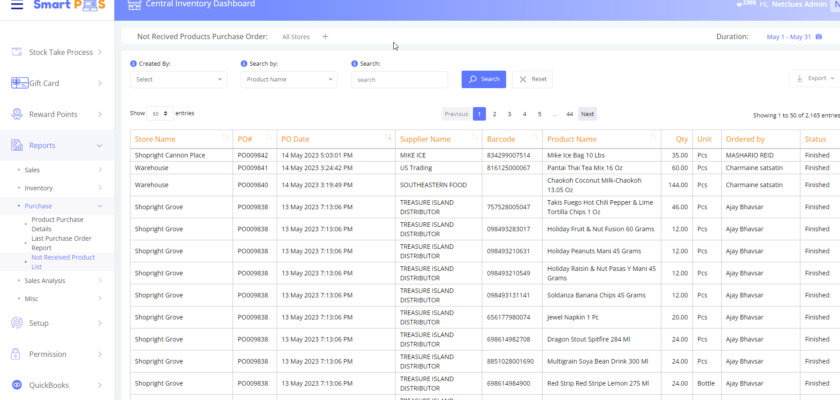 Smart P S
Central Inventory Dashboard
Hi, Netclues Admin N
Not Recived Products Purchase Order: All Stores +
Duration: May 1 - May 31
Stock Take Process
Gift Card
Reward Points
Reports
Sales
Inventory
Purchase
Product Purchase
Details
Last Purchase Order
Report
Not Received Product
List
Sales Analysis
Misc
Setup
Permission
QuickBooks
Created By: Search by: Search:
Select Product Name search Search Reset Export
Show 50 entries
Previous 1 2 3 4 5 ... 44 Next
Showing 1 to 50 of 2,165 entries
Store Name PO# PO Date Supplier Name Barcode Product Name Qty Unit Ordered by Status
Shopright Cannon Place PO009842 14 May 2023 5:03:01 PM MIKE ICE 834299007514 Mike Ice Bag 10 Lbs 35.00 Pcs MASHARIO REID Finished
Warehouse PO009841 14 May 2023 3:24:42 PM US Trading 816125000067 Pantai Thai Tea Mix 16 Oz 60.00 Pcs Charmaine satsatin Finished
Warehouse PO009840 14 May 2023 3:19:49 PM SOUTHEASTERN FOOD Chaokoh Coconut Milk-Chaokoh
13.05 Oz 144.00 Pcs Charmaine satsatin Finished
Shopright Grove PO009838 13 May 2023 7:13:06 PM TREASURE ISLAND
DISTRIBUTOR 757528005047 Takis Fuego Hot Chili Pepper & Lime
Tortilla Chips 1 Oz 46.00 Pcs Ajay Bhavsar Finished
Shopright Grove PO009838 13 May 2023 7:13:06 PM TREASURE ISLAND
DISTRIBUTOR 098493283017 Holiday Fruit & Nut Fusion 60 Grams 12.00 Pcs Ajay Bhavsar Finished
Shopright Grove PO009838 13 May 2023 7:13:06 PM TREASURE ISLAND
DISTRIBUTOR 098493210631 Holiday Peanuts Mani 45 Grams 12.00 Pcs Ajay Bhavsar Finished
Shopright Grove PO009838 13 May 2023 7:13:06 PM TREASURE ISLAND
DISTRIBUTOR 098493210549 Holiday Raisin & Nut Pasas Y Mani 45
Grams 12.00 Pcs Ajay Bhavsar Finished
Shopright Grove PO009838 13 May 2023 7:13:06 PM TREASURE ISLAND
DISTRIBUTOR 098493131141 Soldanza Banana Chips 45 Grams 12.00 Pcs Ajay Bhavsar Finished
Shopright Grove PO009838 13 May 2023 7:13:06 PM TREASURE ISLAND
DISTRIBUTOR 656177980074 Jewel Napkin 1 Pc 20.00 Pcs Ajay Bhavsar Finished
Shopright Grove PO009838 13 May 2023 7:13:06 PM TREASURE ISLAND
DISTRIBUTOR 698614982708 Dragon Stout Spitfire 284 Ml 24.00 Pcs Ajay Bhavsar Finished
Shopright Grove PO009838 13 May 2023 7:13:06 PM TREASURE ISLAND
DISTRIBUTOR 8851028001690 Multigrain Soya Bean Drink 300 Ml 24.00 Pcs Ajay Bhavsar Finished
Shopright Grove PO009838 13 May 2023 7:13:06 PM TREASURE ISLAND
DISTRIBUTOR 698614984900 Red Strip Red Stripe Lemon 275 Ml 24.00 Bottle Ajay Bhavsar Finished
TREASURE ISLAND